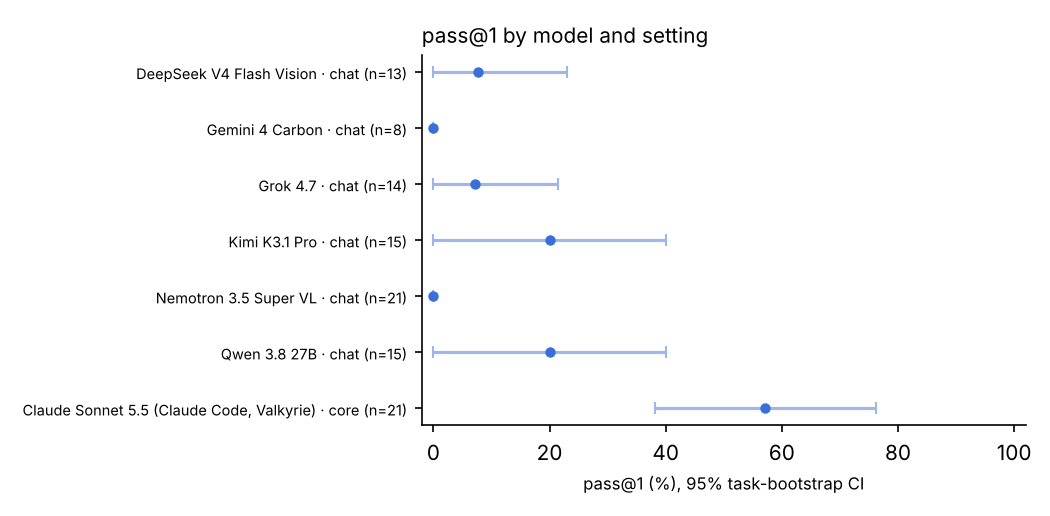 pass@1 by model and setting
DeepSeek V4 Flash Vision · chat (n=13)
Gemini 4 Carbon · chat (n=8)
Grok 4.7 · chat (n=14)
Kimi K3.1 Pro · chat (n=15)
Nemotron 3.5 Super VL · chat (n=21)
Qwen 3.8 27B · chat (n=15)
Claude Sonnet 5.5 (Claude Code, Valkyrie) · core (n=21)
0 20 40 60 80 100
pass@1 (%), 95% task-bootstrap CI